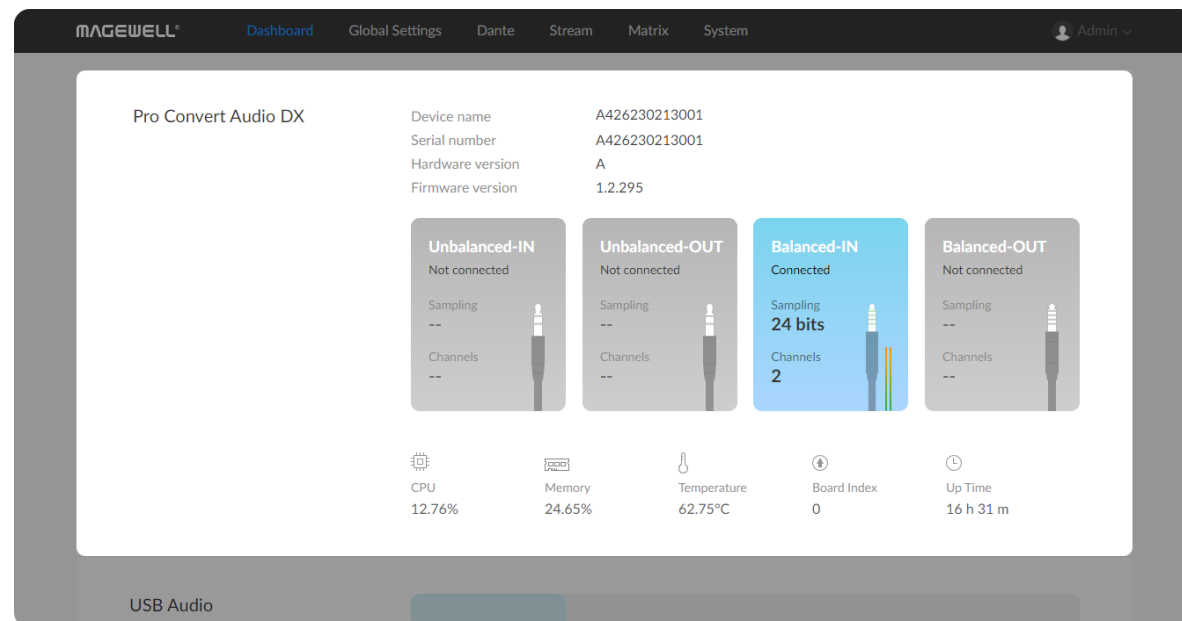 MAGEWELL®
Dashboard Global Settings Dante Stream Matrix System
Admin
Pro Convert Audio DX
Device name A426230213001
Serial number A426230213001
Hardware version A
Firmware version 1.2.295
Unbalanced-IN
Not connected
Sampling
--
Channels
--
Unbalanced-OUT
Not connected
Sampling
--
Channels
--
Balanced-IN
Connected
Sampling
24 bits
Channels
2
Balanced-OUT
Not connected
Sampling
--
Channels
--
CPU
12.76%
Memory
24.65%
Temperature
62.75°C
Board Index
0
Up Time
16 h 31 m
USB Audio